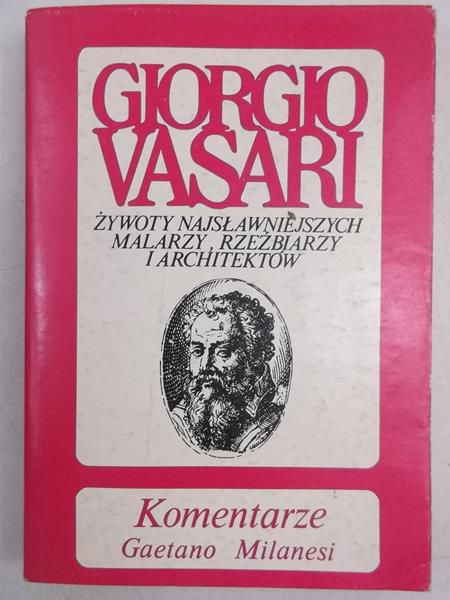 GIORGIO
VASARI
ŻYWOTY NAJSŁAWNIEJSZYCH
MALARZY, RZEŹBIARZY
I ARCHITEKTÓW
Komentarze
Gaetano Milanesi